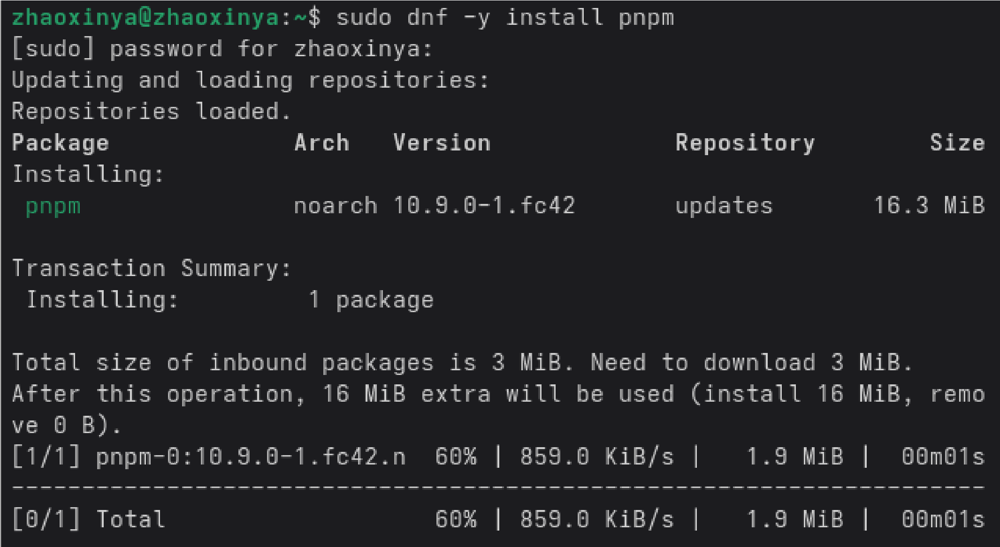 zhaoxinya@zhaoxinya:~$ sudo dnf -y install pnpm
[sudo] password for zhaoxinya:
Updating and loading repositories:
Repositories loaded.
Package Arch Version Repository Size
Installing:
pnpm noarch 10.9.0-1.fc42 updates 16.3 MiB
Transaction Summary:
Installing: 1 package
Total size of inbound packages is 3 MiB. Need to download 3 MiB.
After this operation, 16 MiB extra will be used (install 16 MiB, remo
ve 0 B).
[1/1] pnpm-0:10.9.0-1.fc42.n 60% | 859.0 KiB/s | 1.9 MiB | 00m01s
---------------------------------------------------------------------
[0/1] Total 60% | 859.0 KiB/s | 1.9 MiB | 00m01s